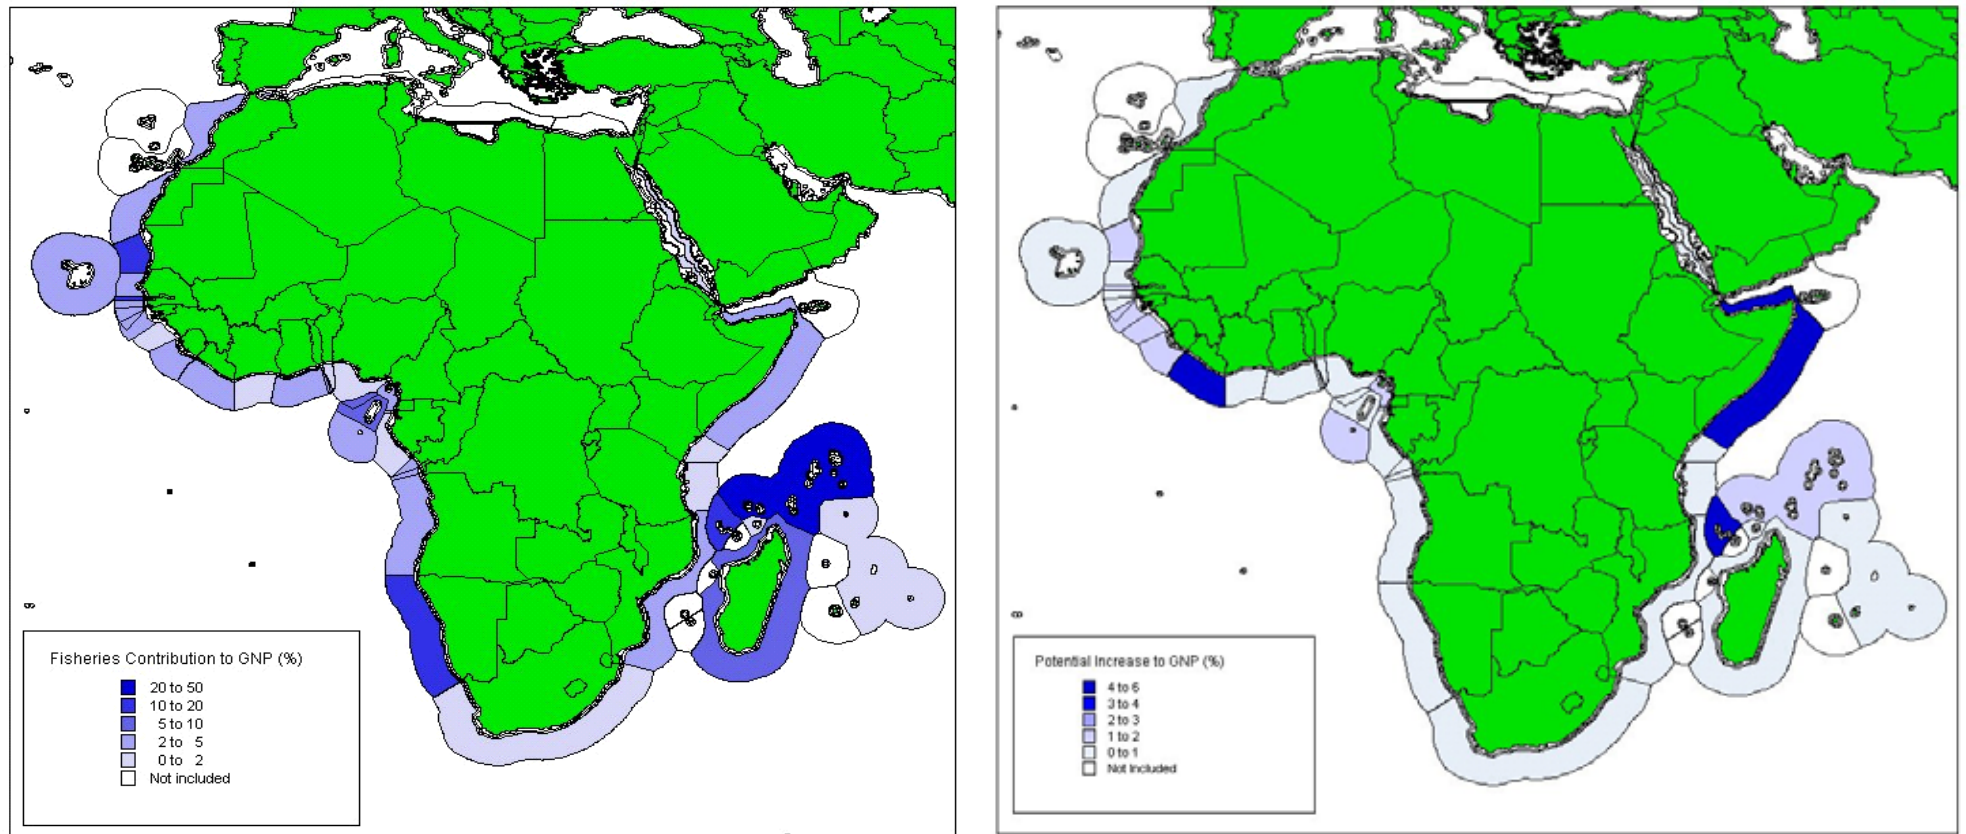 Fisheries Contribution to GNP (%)
20 to 50
10 to 20
5 to 10
2 to 5
0 to 2
Not included
Potential Increase to GNP (%)
4 to 6
3 to 4
2 to 3
1 to 2
0 to 1
Not Included